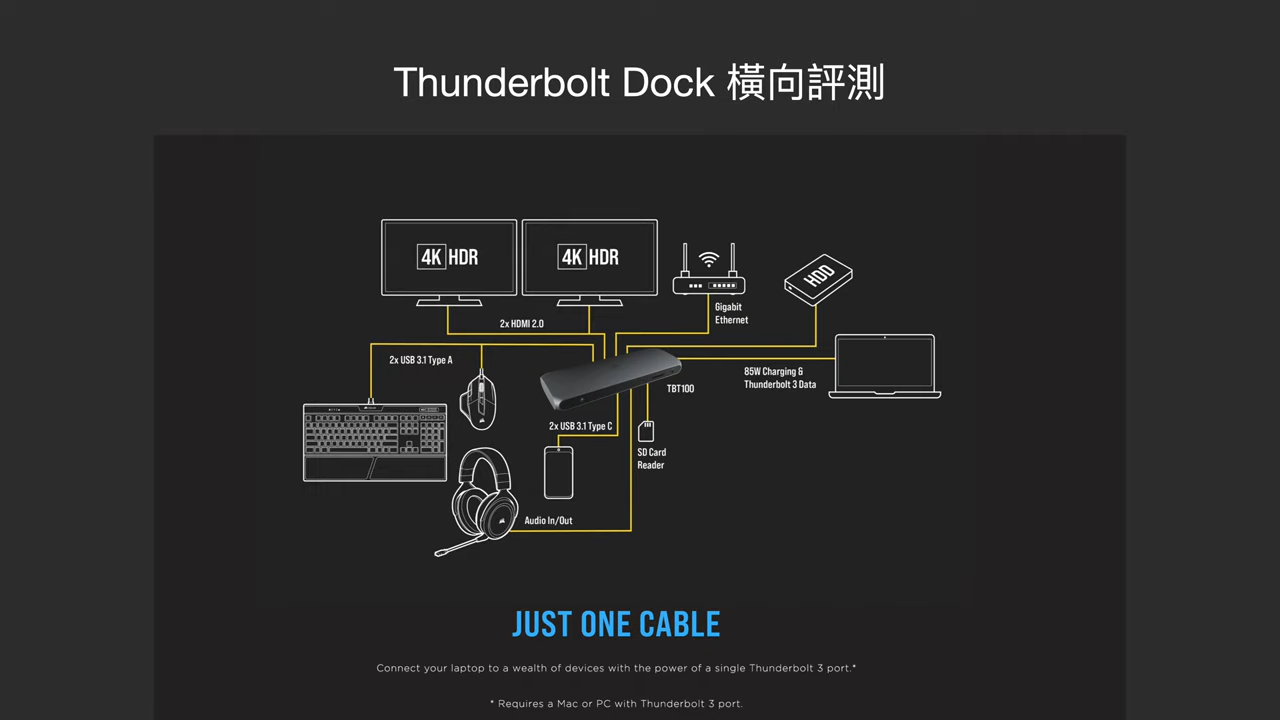 Thunderbolt Dock 橫向評測
4K HDR
4K HDR
HDD
Gigabit
Ethernet
2x HDMI 2.0
2x USB 3.1 Type A
85W Charging &
Thunderbolt 3 Data
TBT100
2x USB 3.1 Type C
SD Card
Reader
Audio In/Out
JUST ONE CABLE
Connect your laptop to a wealth of devices with the power of a single Thunderbolt 3 port.*
* Requires a Mac or PC with Thunderbolt 3 port.